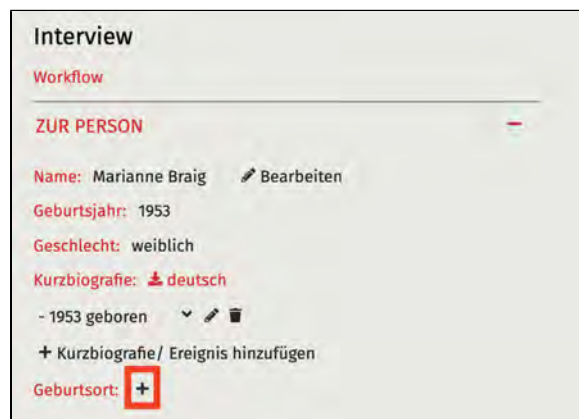 Interview
Workflow
ZUR PERSON
Name: Marianne Braig Bearbeiten
Geburtsjahr: 1953
Geschlecht: weiblich
Kurzbiografie: deutsch
- 1953 geboren
+ Kurzbiografie/ Ereignis hinzufügen
Geburtsort: +